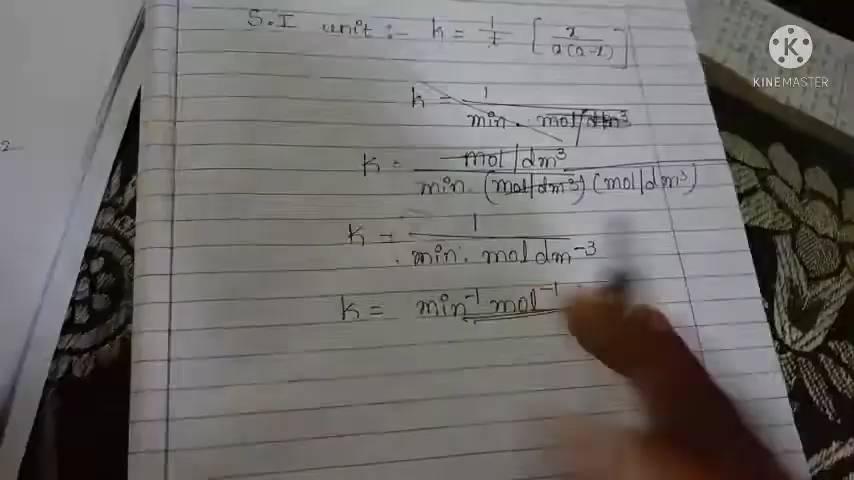 S.I unit :- k = 1/t [x/a(a-x)]
k = 1/min . mol/dm³
k = mol/dm³/min (mol/dm³) (mol/dm³)
k = 1/min . mol dm⁻³
k = min⁻¹ mol⁻¹
2
K
KINEMASTER